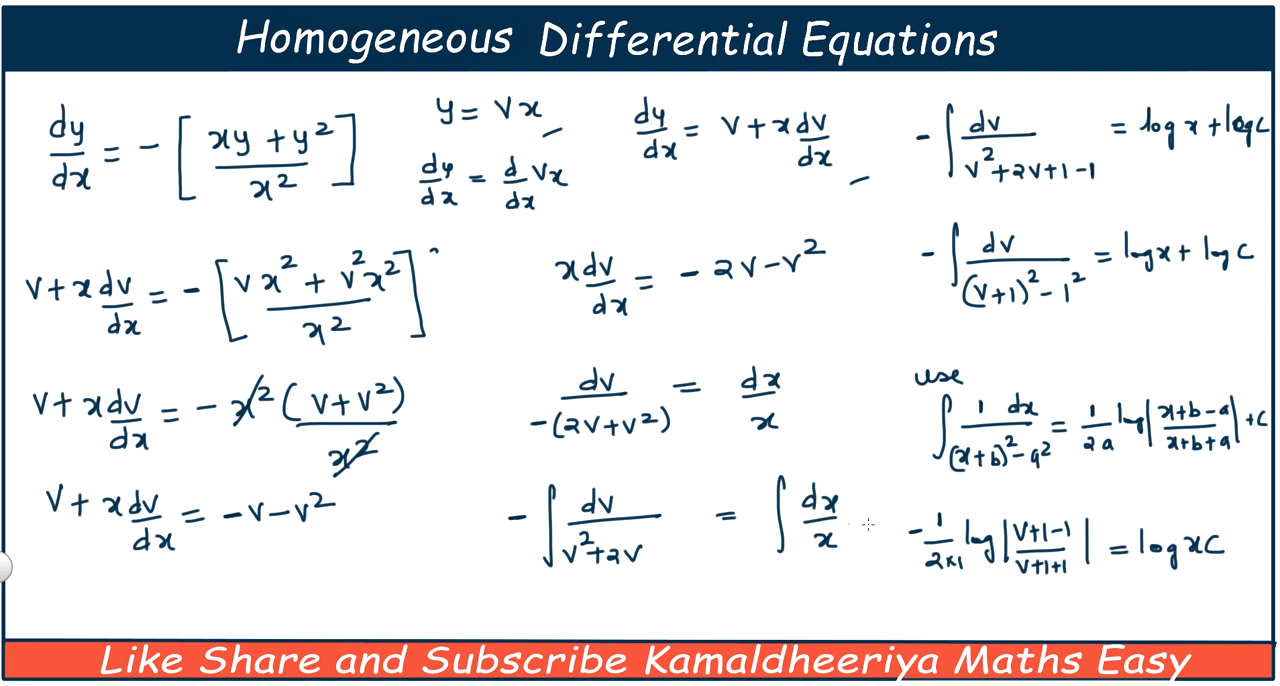 Homogeneous Differential Equations
dy/dx = - [ (xy + y²)/x² ]
v + x dv/dx = - [ (vx² + v²x²)/x² ]
v + x dv/dx = - x² (v + v²)/x²
v + x dv/dx = - v - v²
y = vx
dy/dx = d/dx vx
dy/dx = v + x dv/dx
x dv/dx = - 2v - v²
dv/-(2v + v²) = dx/x
- ∫ dv/(v² + 2v) = ∫ dx/x
- ∫ dv/(v² + 2v + 1 - 1) = log x + log C
- ∫ dv/((v+1)² - 1²) = log x + log C
use
∫ 1 dx/((x+b)² - a²) = 1/2a log | (x+b-a)/(x+b+a) | + C
- 1/(2×1) log | (v+1-1)/(v+1+1) | = log xC
Like Share and Subscribe Kamaldheeriya Maths Easy